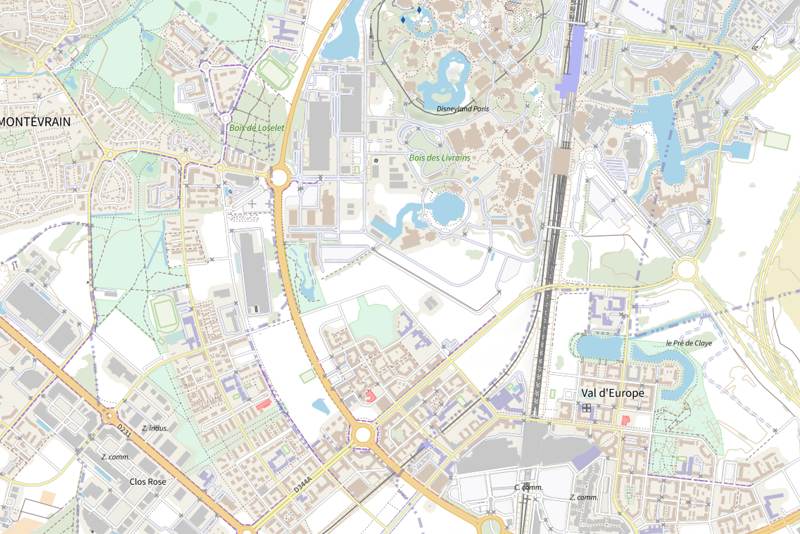 Disneyland Paris
MONTÉVRAIN
Bois de Loselet
Bois des Livrains
le Pré de Claye
Val d'Europe
D231
Z. indus.
Z. comm.
Clos Rose
D344A
C. comm.
Z. comm.